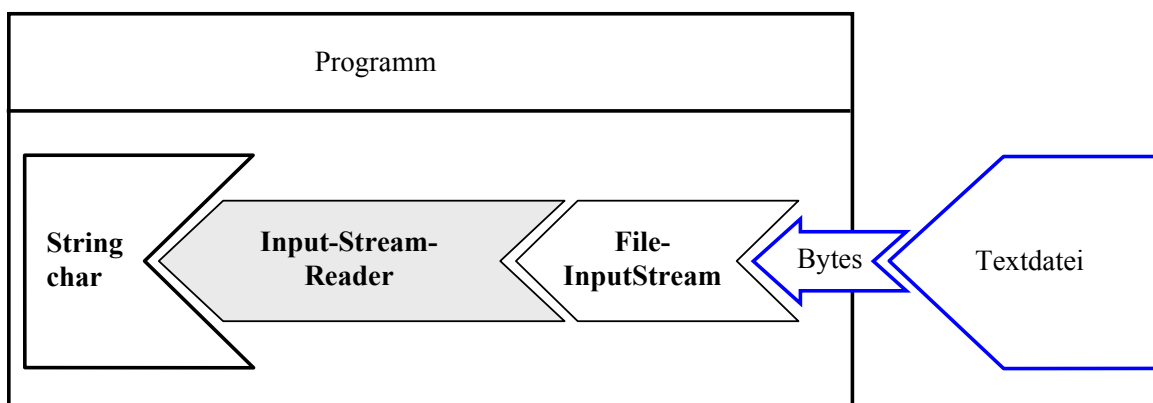 Programm
String
char
Input-Stream-
Reader
File-
InputStream
Bytes
Textdatei